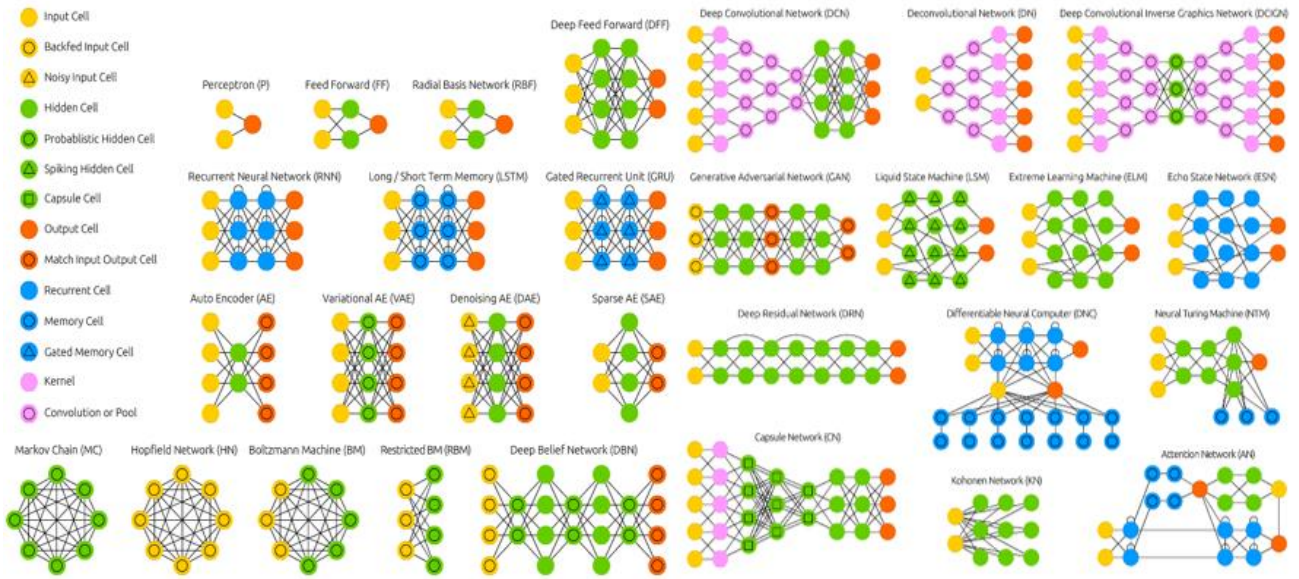 Input Cell
Backfed Input Cell
Noisy Input Cell
Hidden Cell
Probablistic Hidden Cell
Spiking Hidden Cell
Capsule Cell
Output Cell
Match Input Output Cell
Recurrent Cell
Memory Cell
Gated Memory Cell
Kernel
Convolution or Pool
Perceptron (P)
Feed Forward (FF)
Radial Basis Network (RBF)
Deep Feed Forward (DFF)
Deep Convolutional Network (DCN)
Deconvolutional Network (DN)
Deep Convolutional Inverse Graphics Network (DCIGN)
Recurrent Neural Network (RNN)
Long / Short Term Memory (LSTM)
Gated Recurrent Unit (GRU)
Generative Adversarial Network (GAN)
Liquid State Machine (LSM)
Extreme Learning Machine (ELM)
Echo State Network (ESN)
Auto Encoder (AE)
Variational AE (VAE)
Denoising AE (DAE)
Sparse AE (SAE)
Deep Residual Network (DRN)
Differentiable Neural Computer (DNC)
Neural Turing Machine (NTM)
Markov Chain (MC)
Hopfield Network (HN)
Boltzmann Machine (BM)
Restricted BM (RBM)
Deep Belief Network (DBN)
Capsule Network (CN)
Kohonen Network (KN)
Attention Network (AN)